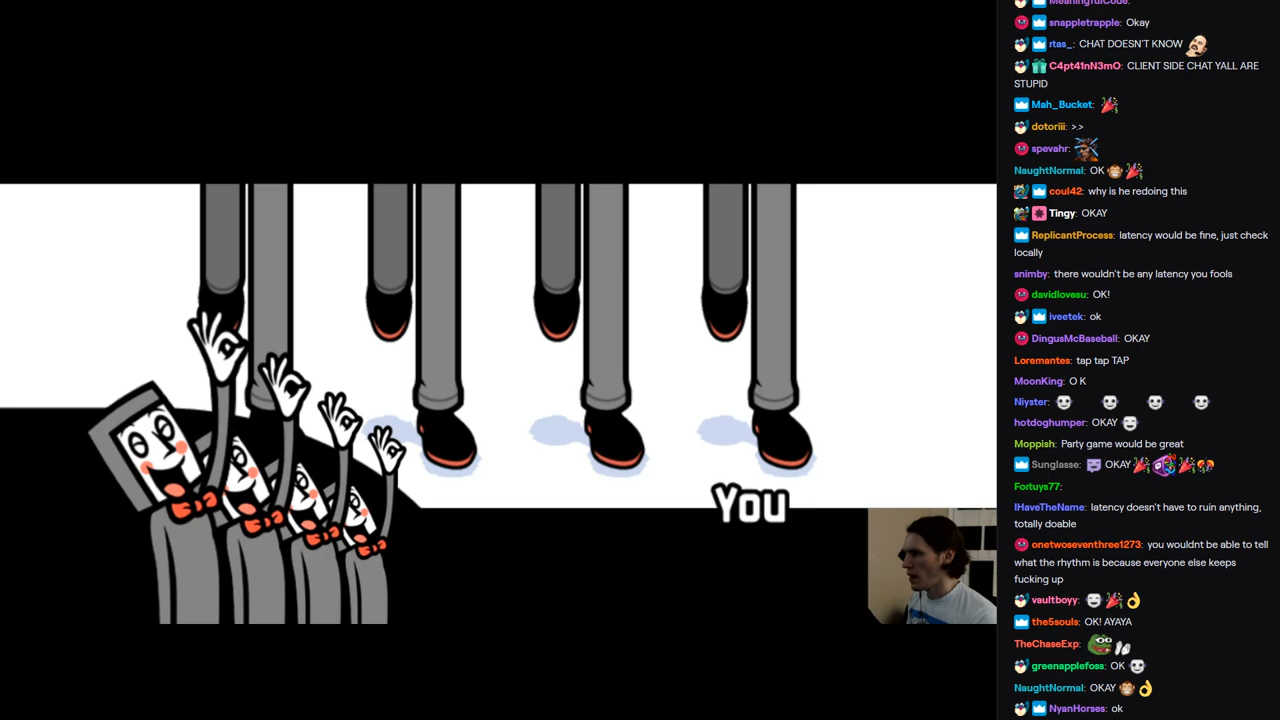 MeaningfulCode:
snappletrapple: Okay
rtas_: CHAT DOESN'T KNOW
C4pt41nN3mO: CLIENT SIDE CHAT YALL ARE
STUPID
Mah_Bucket:
dotoriii: >.>
spevahr:
NaughtNormal: OK
coul42: why is he redoing this
Tingy: OKAY
ReplicantProcess: latency would be fine, just check
locally
snimby: there wouldn't be any latency you fools
davidlovesu: OK!
iveetek: ok
DingusMcBaseball: OKAY
Loremantes: tap tap TAP
MoonKing: O K
Niyster:
hotdoghumper: OKAY
Moppish: Party game would be great
Sunglasse: OKAY
Fortuys77:
IHaveTheName: latency doesn't have to ruin anything,
totally doable
onetwoseventhree1273: you wouldnt be able to tell
what the rhythm is because everyone else keeps
fucking up
vaultboyy:
the5souls: OK! AYAYA
TheChaseExp:
greenapplefoss: OK
NaughtNormal: OKAY
NyanHorses: ok
You